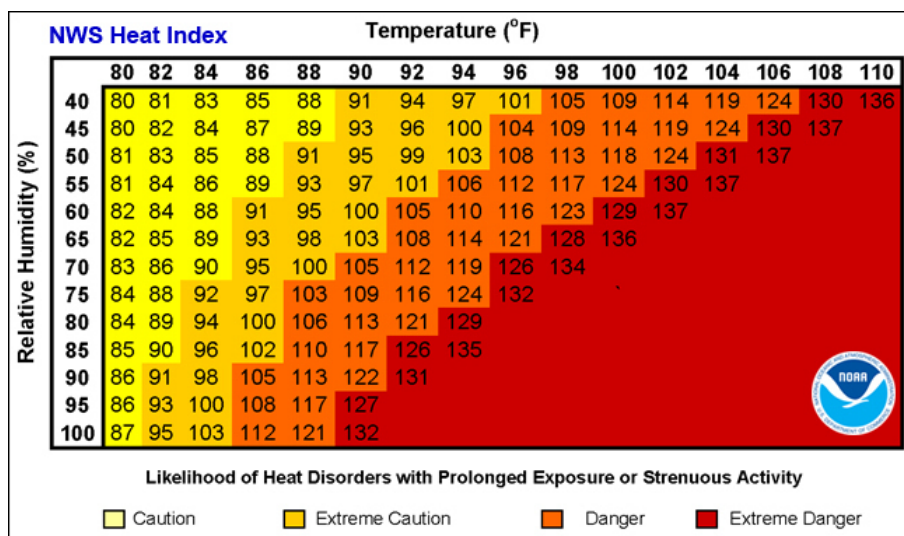 NWS Heat Index
Temperature (°F)
80 82 84 86 88 90 92 94 96 98 100 102 104 106 108 110
Relative Humidity (%)
40 80 81 83 85 88 91 94 97 101 105 109 114 119 124 130 136
45 80 82 84 87 89 93 96 100 104 109 114 119 124 130 137
50 81 83 85 88 91 95 99 103 108 113 118 124 131 137
55 81 84 86 89 93 97 101 106 112 117 124 130 137
60 82 84 88 91 95 100 105 110 116 123 129 137
65 82 85 89 93 98 103 108 114 121 128 136
70 83 86 90 95 100 105 112 119 126 134
75 84 88 92 97 103 109 116 124 132
80 84 89 94 100 106 113 121 129
85 85 90 96 102 110 117 126 135
90 86 91 98 105 113 122 131
95 86 93 100 108 117 127
100 87 95 103 112 121 132
NOAA
Likelihood of Heat Disorders with Prolonged Exposure or Strenuous Activity
Caution
Extreme Caution
Danger
Extreme Danger